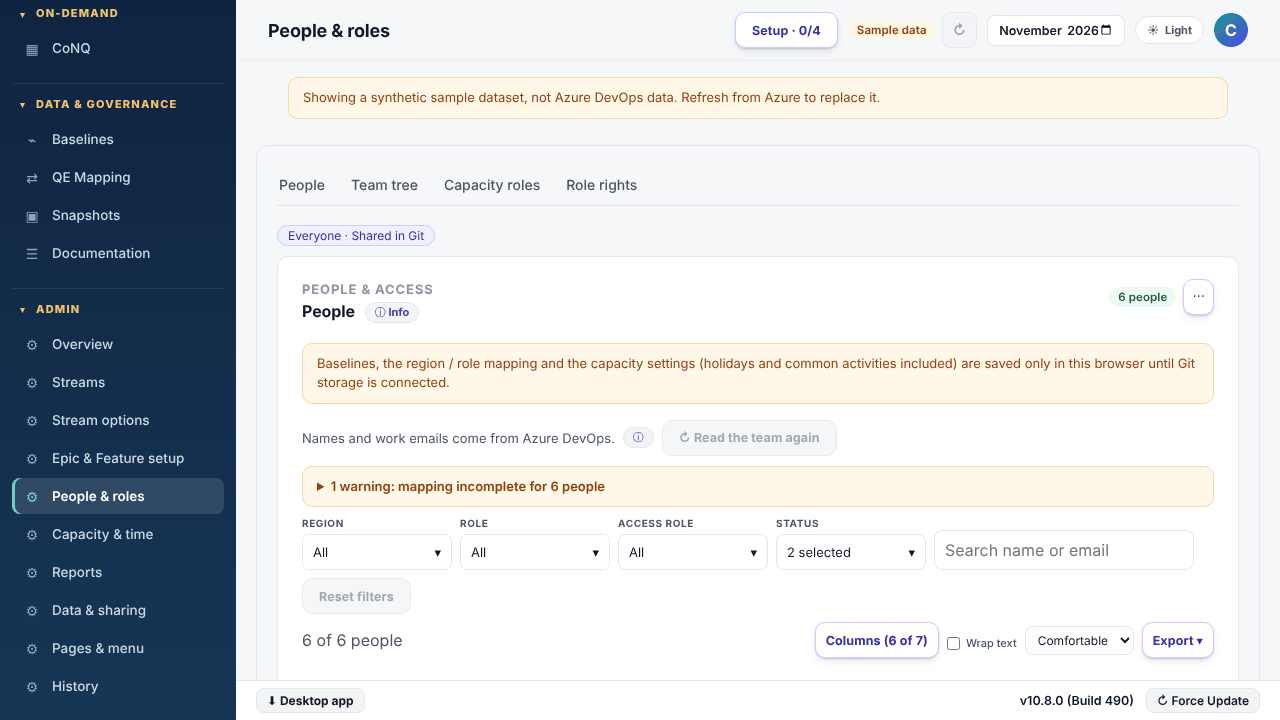 ON-DEMAND
CoNQ
DATA & GOVERNANCE
Baselines
QE Mapping
Snapshots
Documentation
ADMIN
Overview
Streams
Stream options
Epic & Feature setup
People & roles
Capacity & time
Reports
Data & sharing
Pages & menu
History
People & roles
Setup · 0/4
Sample data
November 2026
Light
C
Showing a synthetic sample dataset, not Azure DevOps data. Refresh from Azure to replace it.
People Team tree Capacity roles Role rights
Everyone · Shared in Git
PEOPLE & ACCESS
People ⓘ Info
6 people
...
Baselines, the region / role mapping and the capacity settings (holidays and common activities included) are saved only in this browser until Git
storage is connected.
Names and work emails come from Azure DevOps. ⓘ ↻ Read the team again
1 warning: mapping incomplete for 6 people
REGION ROLE ACCESS ROLE STATUS
All All All 2 selected Search name or email
Reset filters
6 of 6 people
Columns (6 of 7) Wrap text Comfortable Export ▾
⬇ Desktop app
v10.8.0 (Build 490) ↻ Force Update